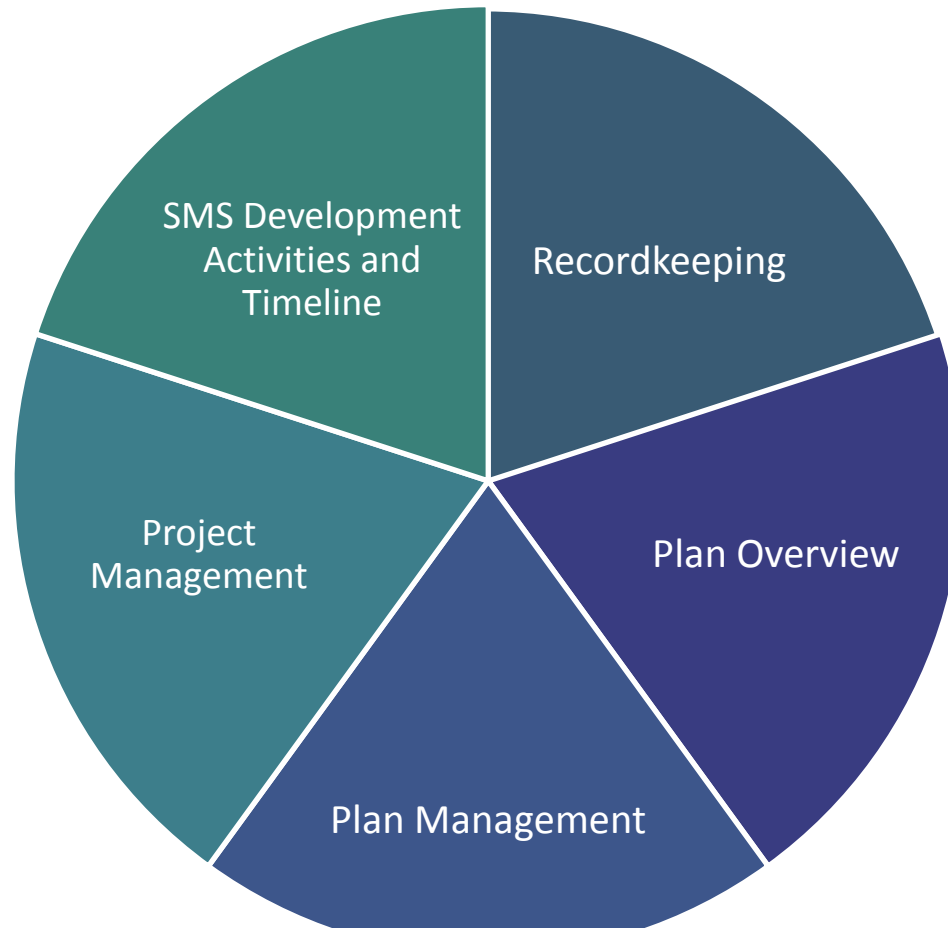 SMS Development
Activities and
Timeline
Recordkeeping
Project
Management
Plan Overview
Plan Management